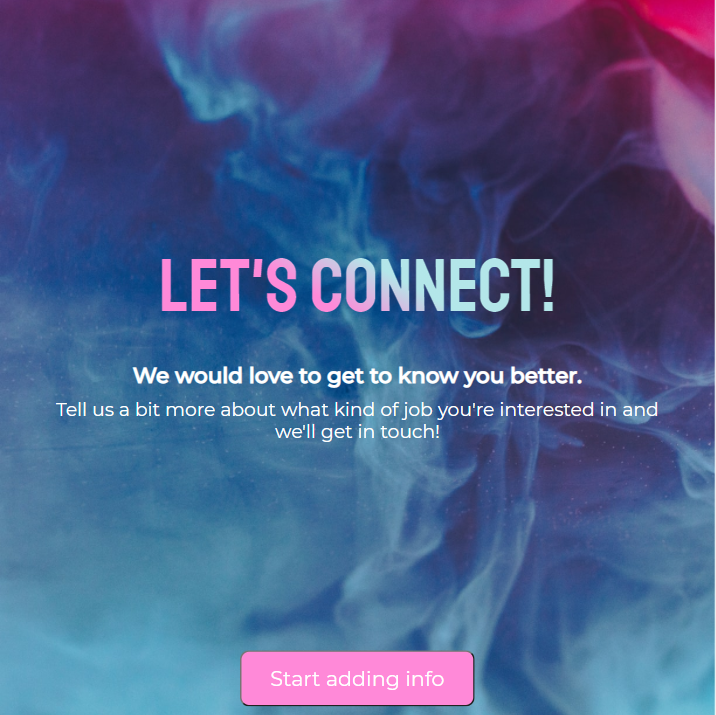 LET'S CONNECT!
We would love to get to know you better.
Tell us a bit more about what kind of job you're interested in and
we'll get in touch!
Start adding info